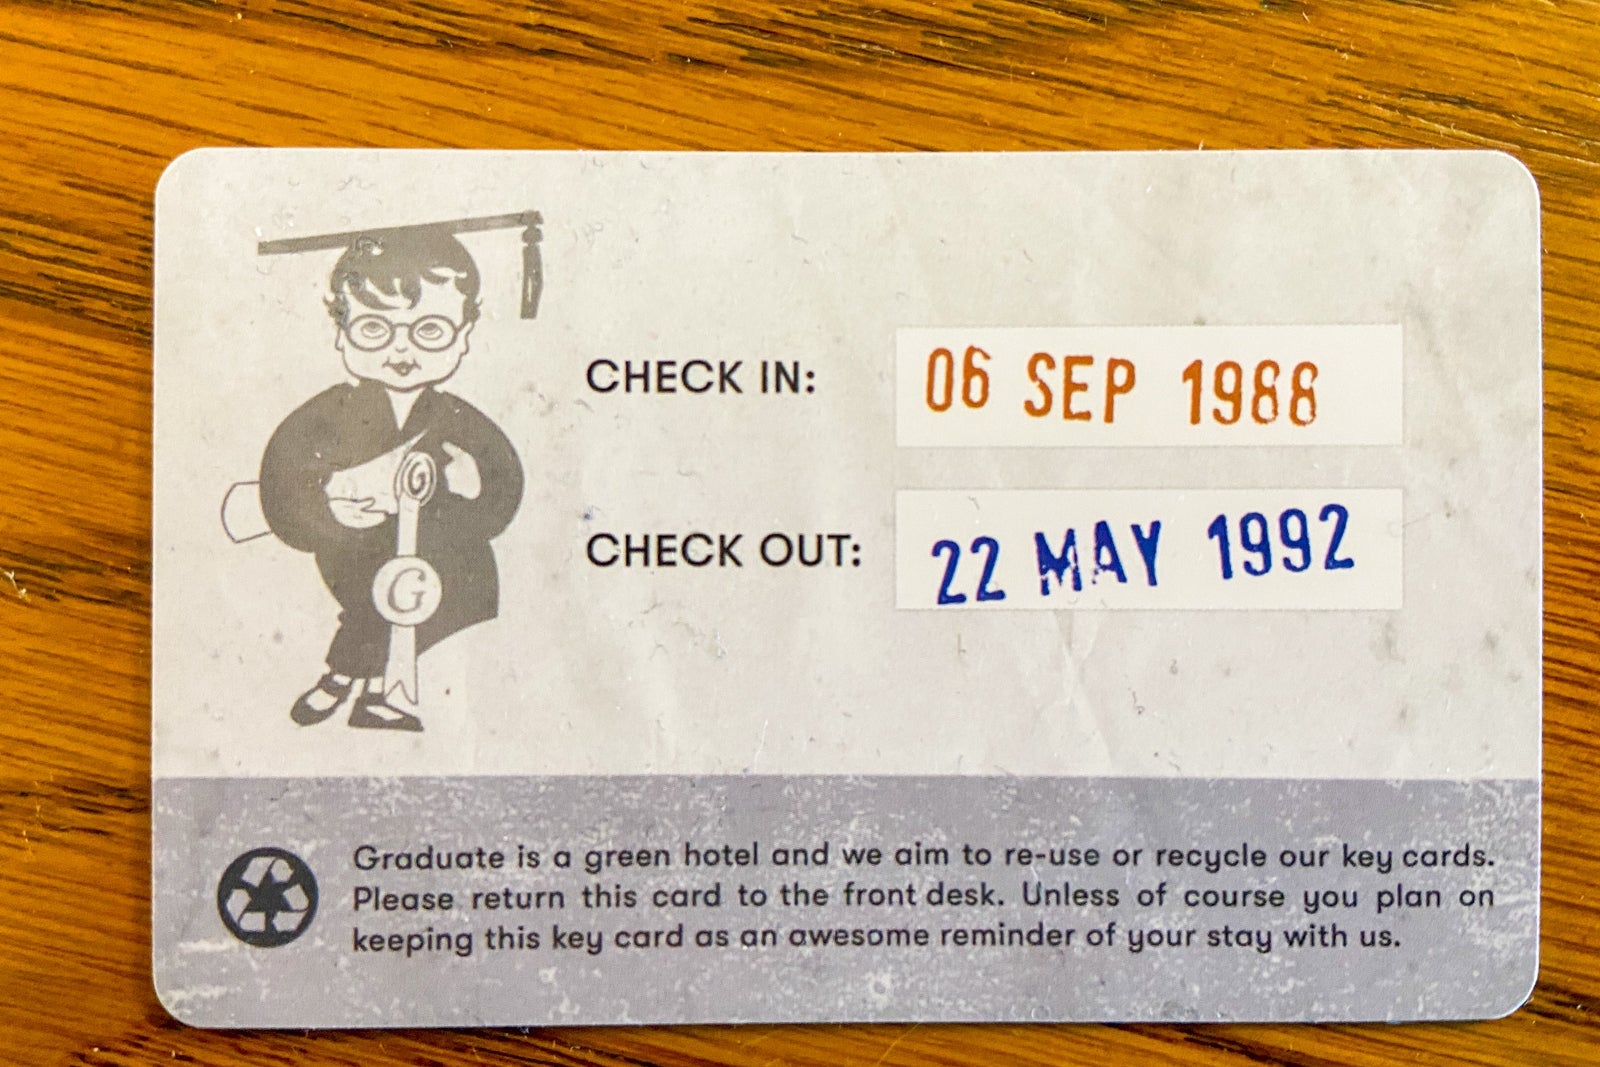 CHECK IN: 06 SEP 1988
G
CHECK OUT: 22 MAY 1992
G
Graduate is a green hotel and we aim to re-use or recycle our key cards.
Please return this card to the front desk. Unless of course you plan on
keeping this key card as an awesome reminder of your stay with us.